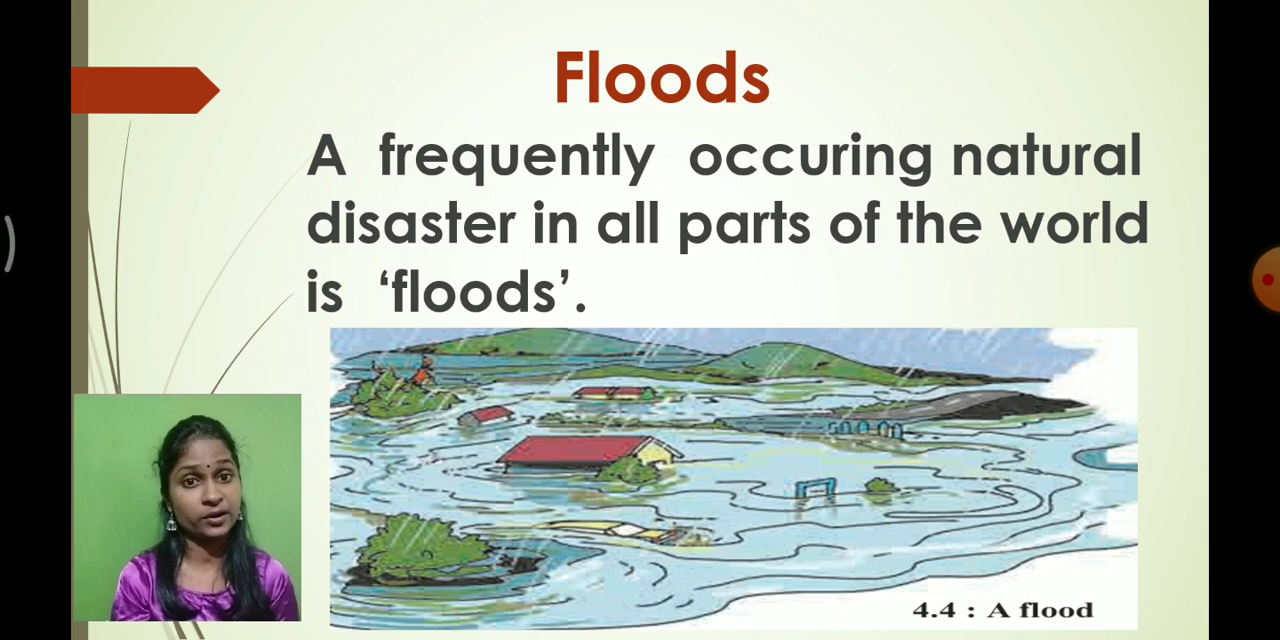 Floods
A frequently occuring natural
disaster in all parts of the world
is ‘floods’.
4.4 : A flood